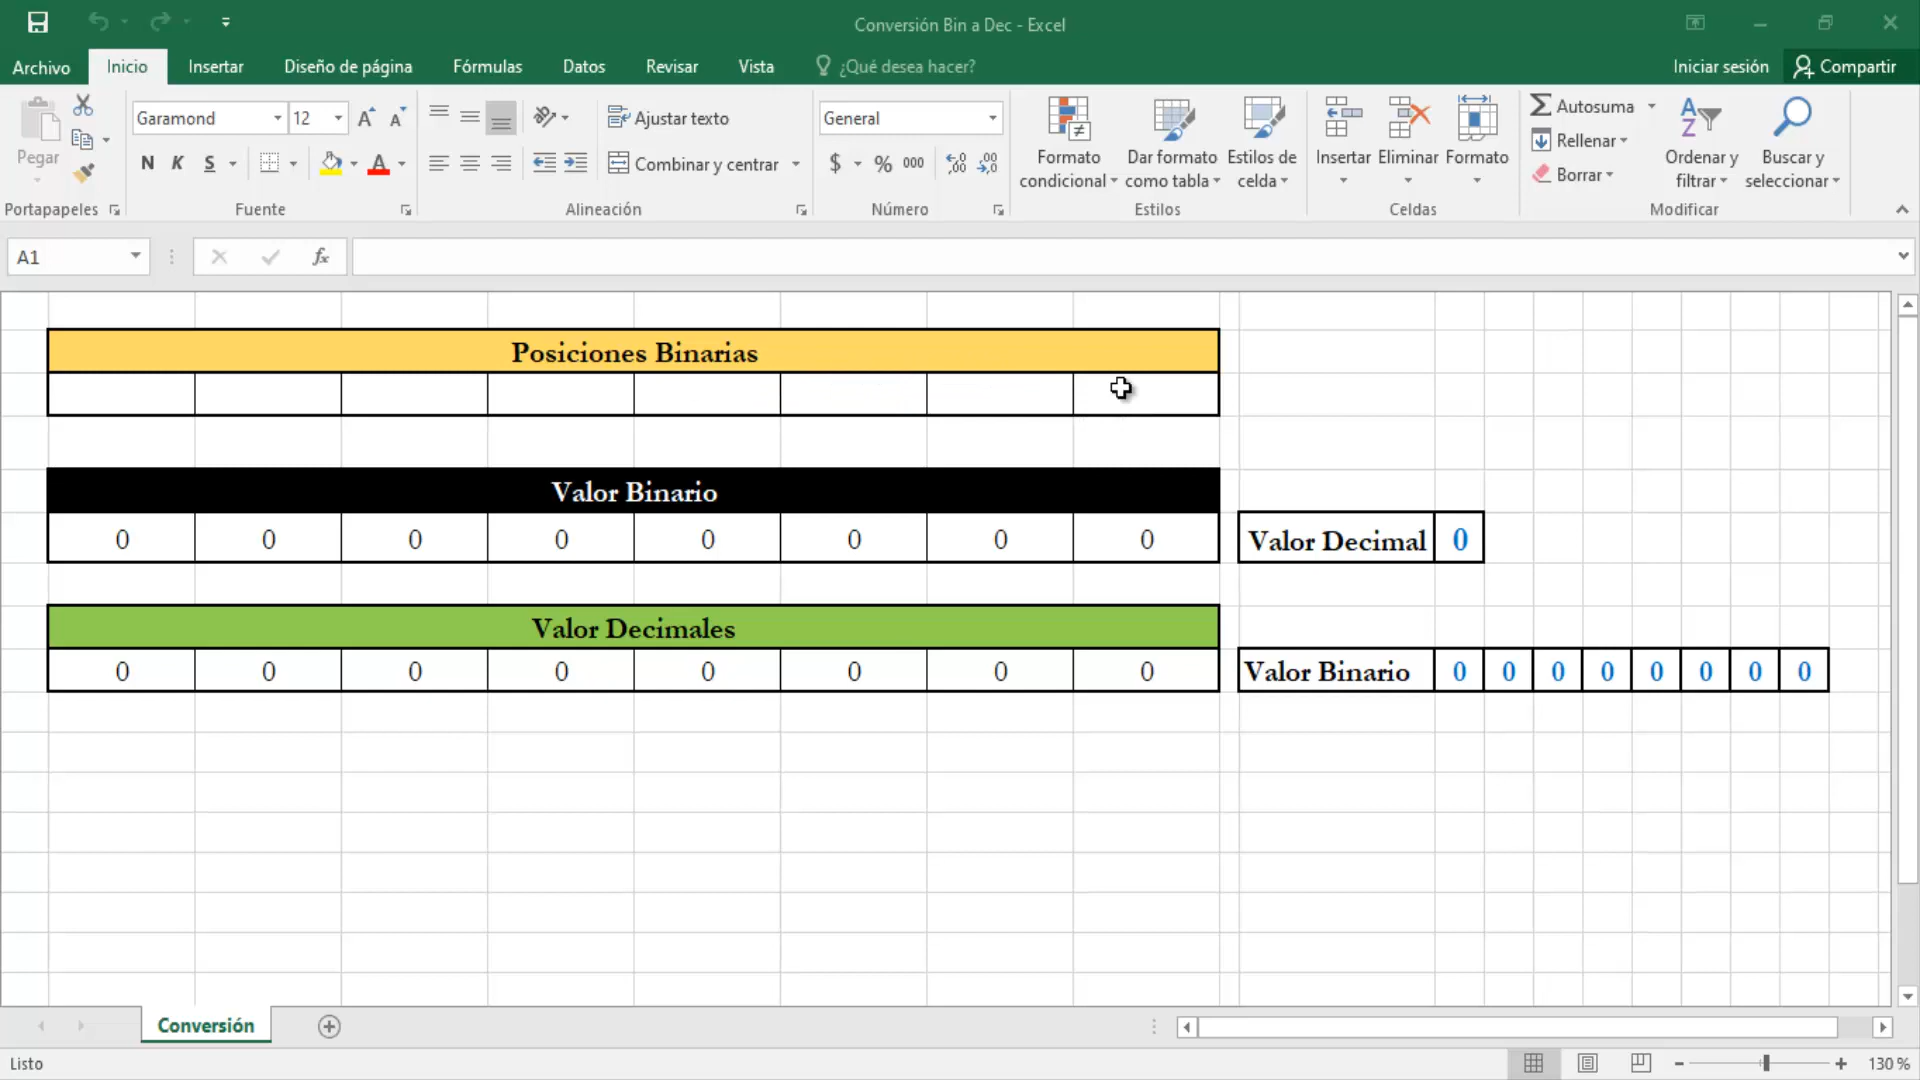 Conversión Bin a Dec - Excel
Archivo Inicio Insertar Diseño de página Fórmulas Datos Revisar Vista ¿Qué desea hacer? Iniciar sesión Compartir
Pegar
Garamond 12
N K S
Ajustar texto
Combinar y centrar
General
$ % 000
Formato condicional
Dar formato como tabla
Estilos de celda
Insertar Eliminar Formato
Autosuma
Rellenar
Borrar
Ordenar y filtrar
Buscar y seleccionar
Portapapeles Fuente Alineación Número Estilos Celdas Modificar
A1 fx
Posiciones Binarias
Valor Binario
0 0 0 0 0 0 0 0 Valor Decimal 0
Valor Decimales
0 0 0 0 0 0 0 0 Valor Binario 0 0 0 0 0 0 0 0
Conversión
Listo 130 %